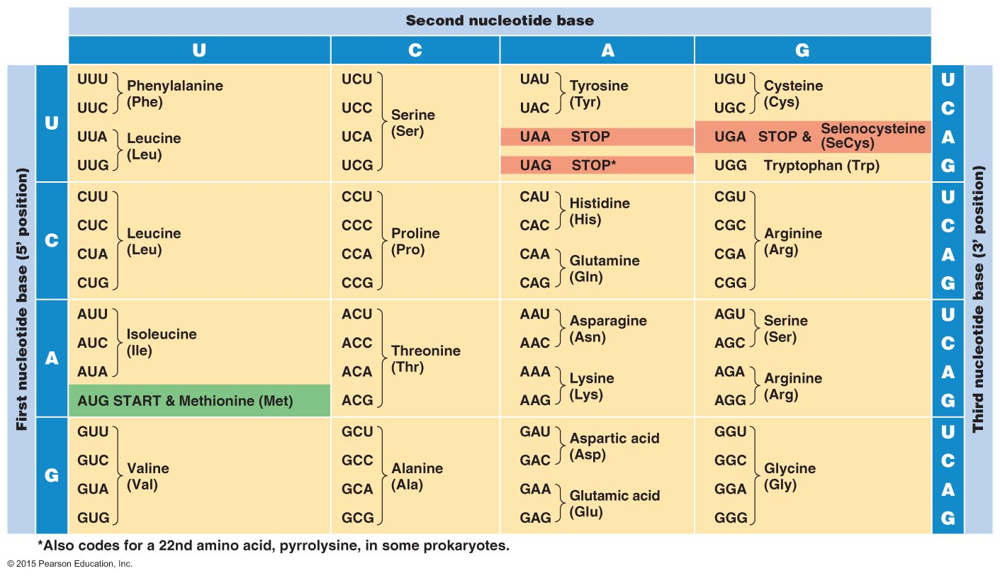 Second nucleotide base
U C A G
First nucleotide base (5’ position)
Third nucleotide base (3’ position)
U
UUU
UUC
Phenylalanine
(Phe)
UUA
UUG
Leucine
(Leu)
UCU
UCC
UCA
UCG
Serine
(Ser)
UAU
UAC
Tyrosine
(Tyr)
UAA STOP
UAG STOP*
UGU
UGC
Cysteine
(Cys)
UGA STOP & Selenocysteine
(SeCys)
UGG Tryptophan (Trp)
U
C
A
G
C
CUU
CUC
CUA
CUG
Leucine
(Leu)
CCU
CCC
CCA
CCG
Proline
(Pro)
CAU
CAC
Histidine
(His)
CAA
CAG
Glutamine
(Gln)
CGU
CGC
CGA
CGG
Arginine
(Arg)
U
C
A
G
A
AUU
AUC
AUA
Isoleucine
(Ile)
AUG START & Methionine (Met)
ACU
ACC
ACA
ACG
Threonine
(Thr)
AAU
AAC
Asparagine
(Asn)
AAA
AAG
Lysine
(Lys)
AGU
AGC
Serine
(Ser)
AGA
AGG
Arginine
(Arg)
U
C
A
G
G
GUU
GUC
GUA
GUG
Valine
(Val)
GCU
GCC
GCA
GCG
Alanine
(Ala)
GAU
GAC
Aspartic acid
(Asp)
GAA
GAG
Glutamic acid
(Glu)
GGU
GGC
GGA
GGG
Glycine
(Gly)
U
C
A
G
*Also codes for a 22nd amino acid, pyrrolysine, in some prokaryotes.
© 2015 Pearson Education, Inc.